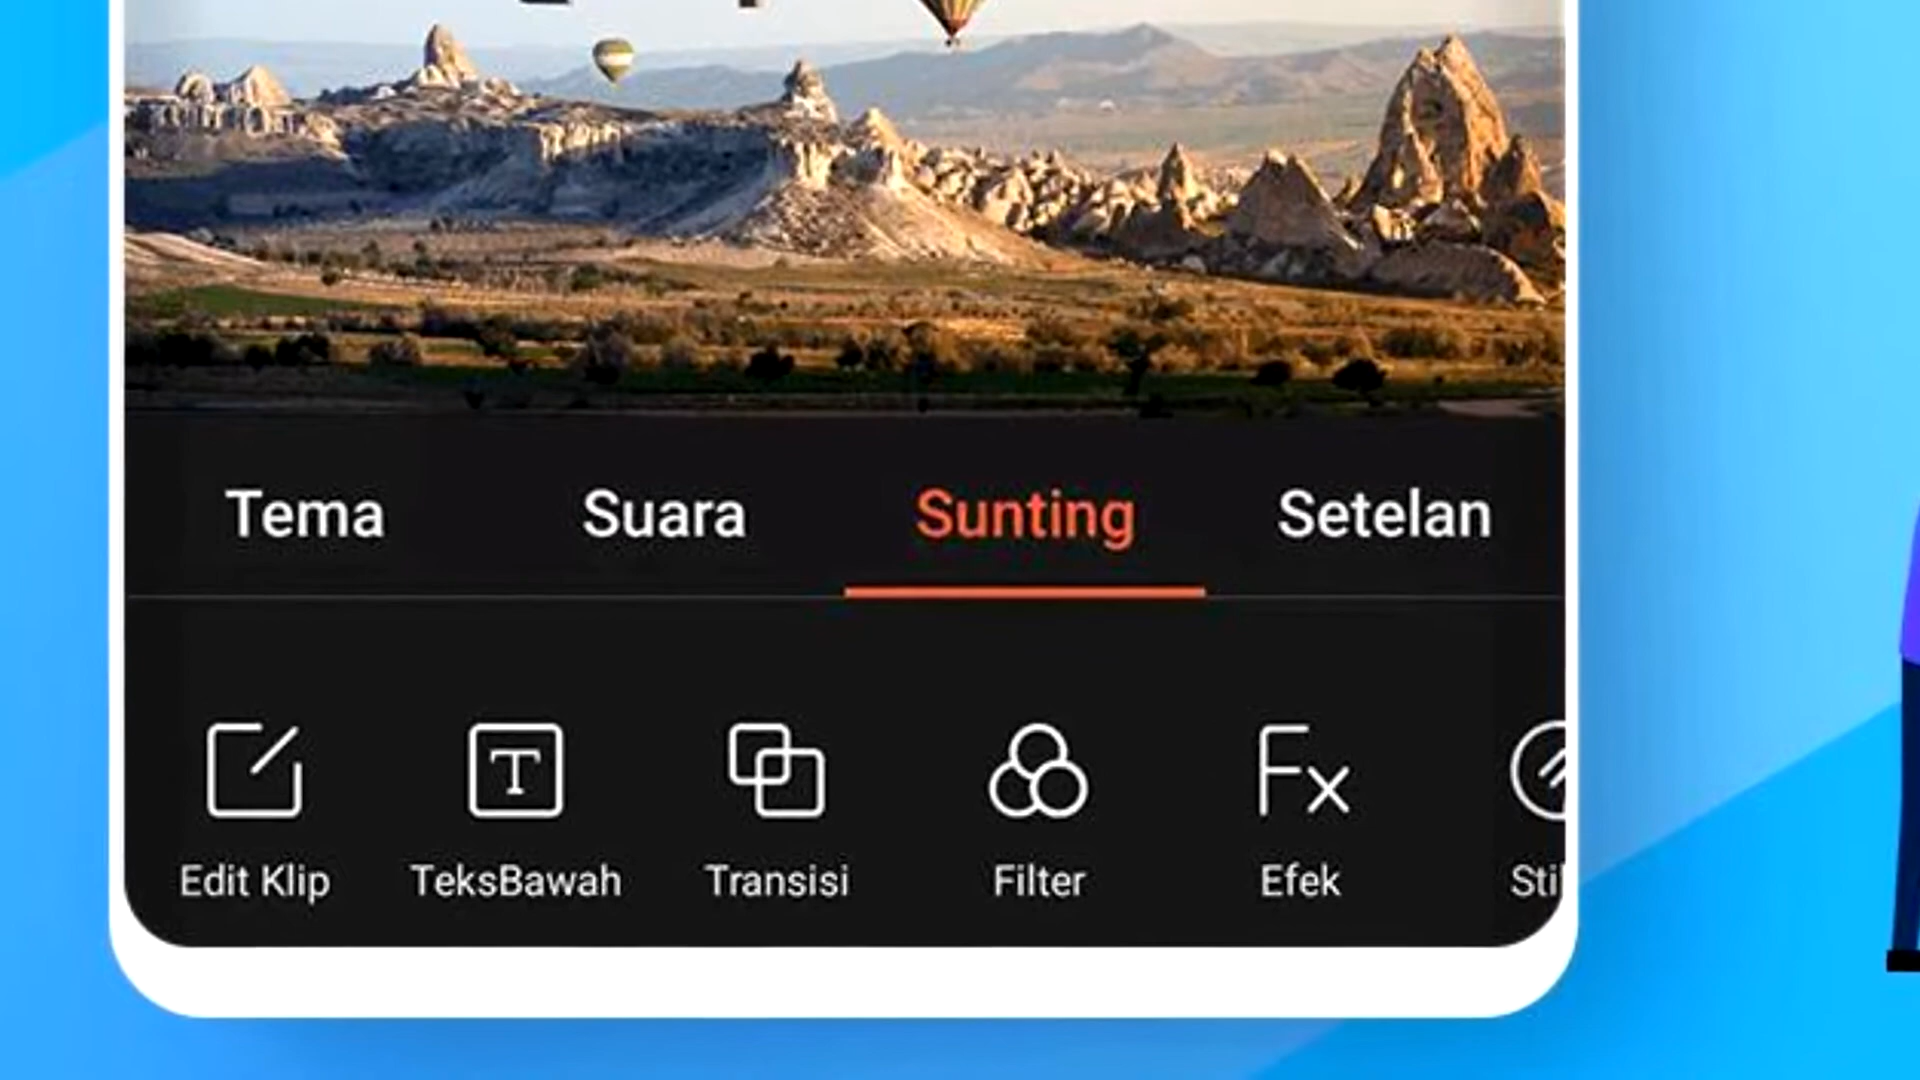 Tema Suara Sunting Setelan
Edit Klip TeksBawah Transisi Filter Efek